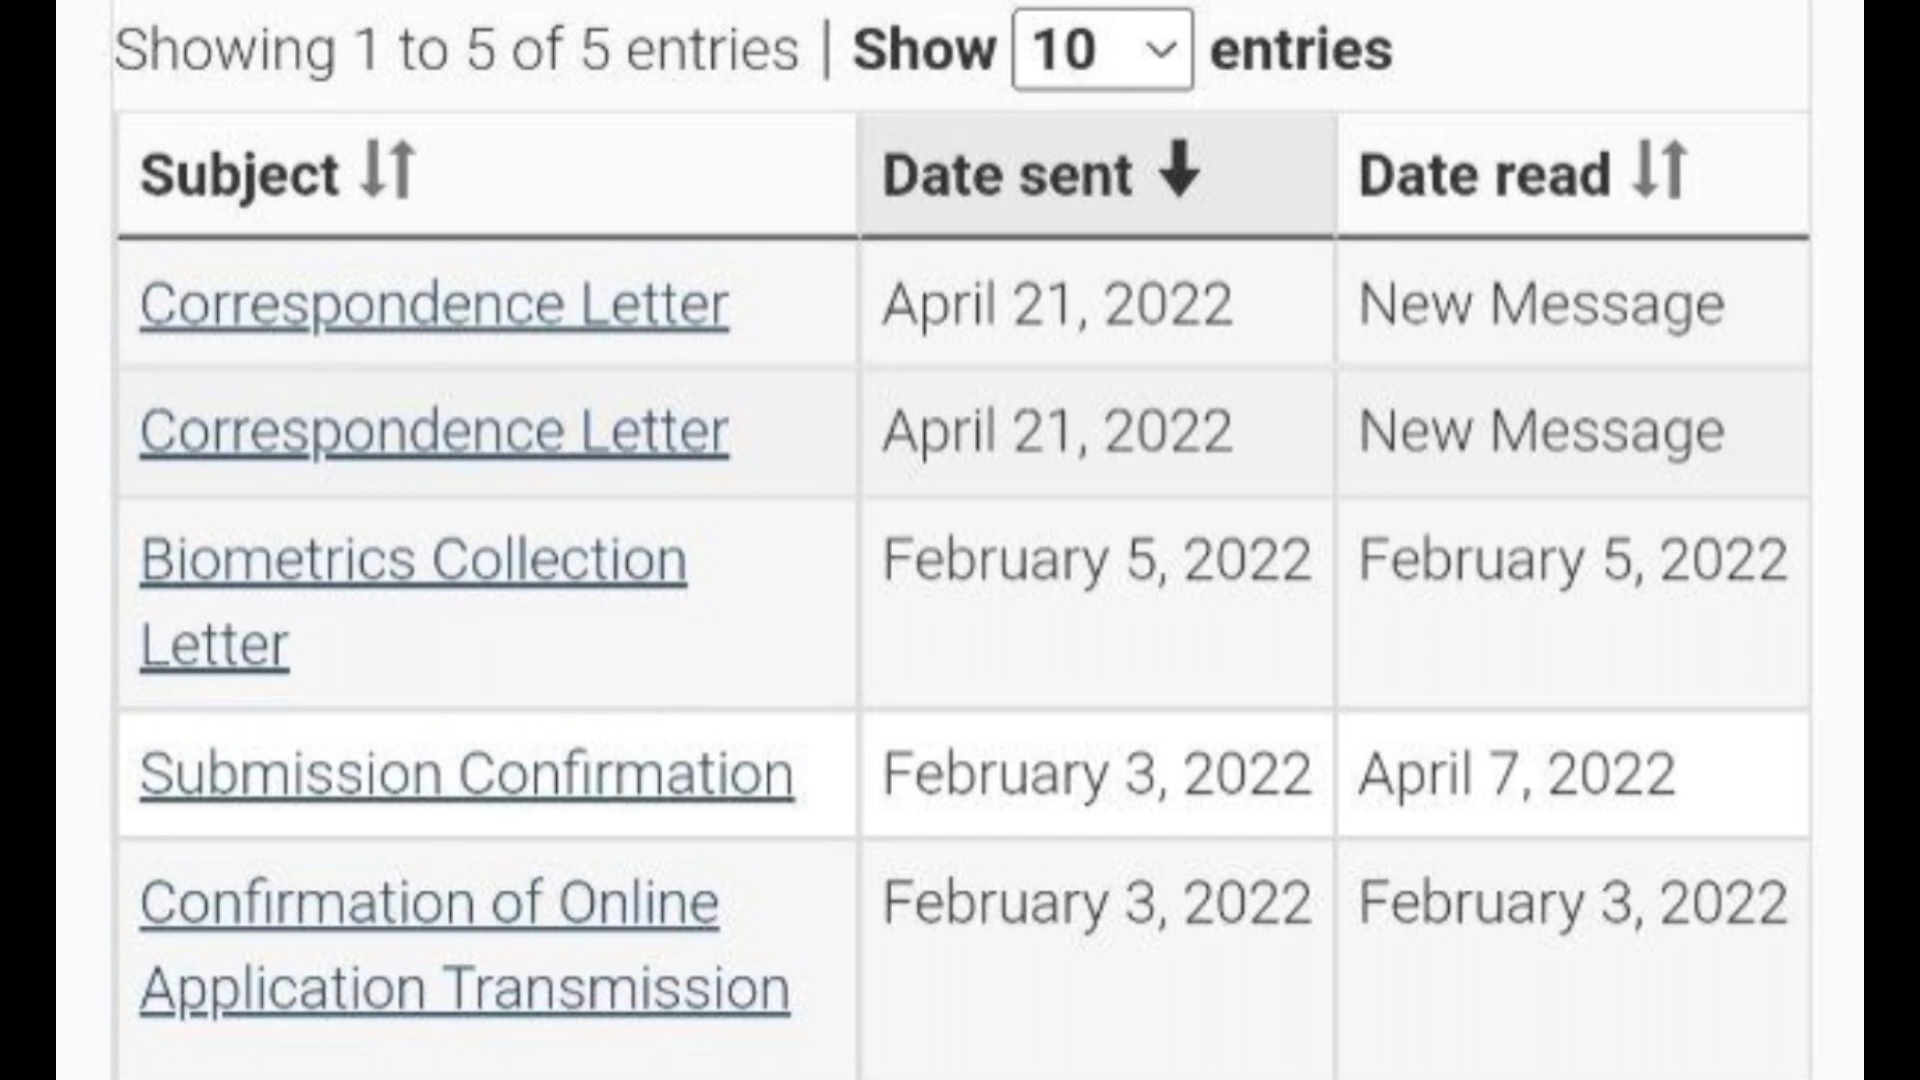 Showing 1 to 5 of 5 entries | Show 10 entries
Subject Date sent Date read
Correspondence Letter April 21, 2022 New Message
Correspondence Letter April 21, 2022 New Message
Biometrics Collection February 5, 2022 February 5, 2022
Letter
Submission Confirmation February 3, 2022 April 7, 2022
Confirmation of Online February 3, 2022 February 3, 2022
Application Transmission